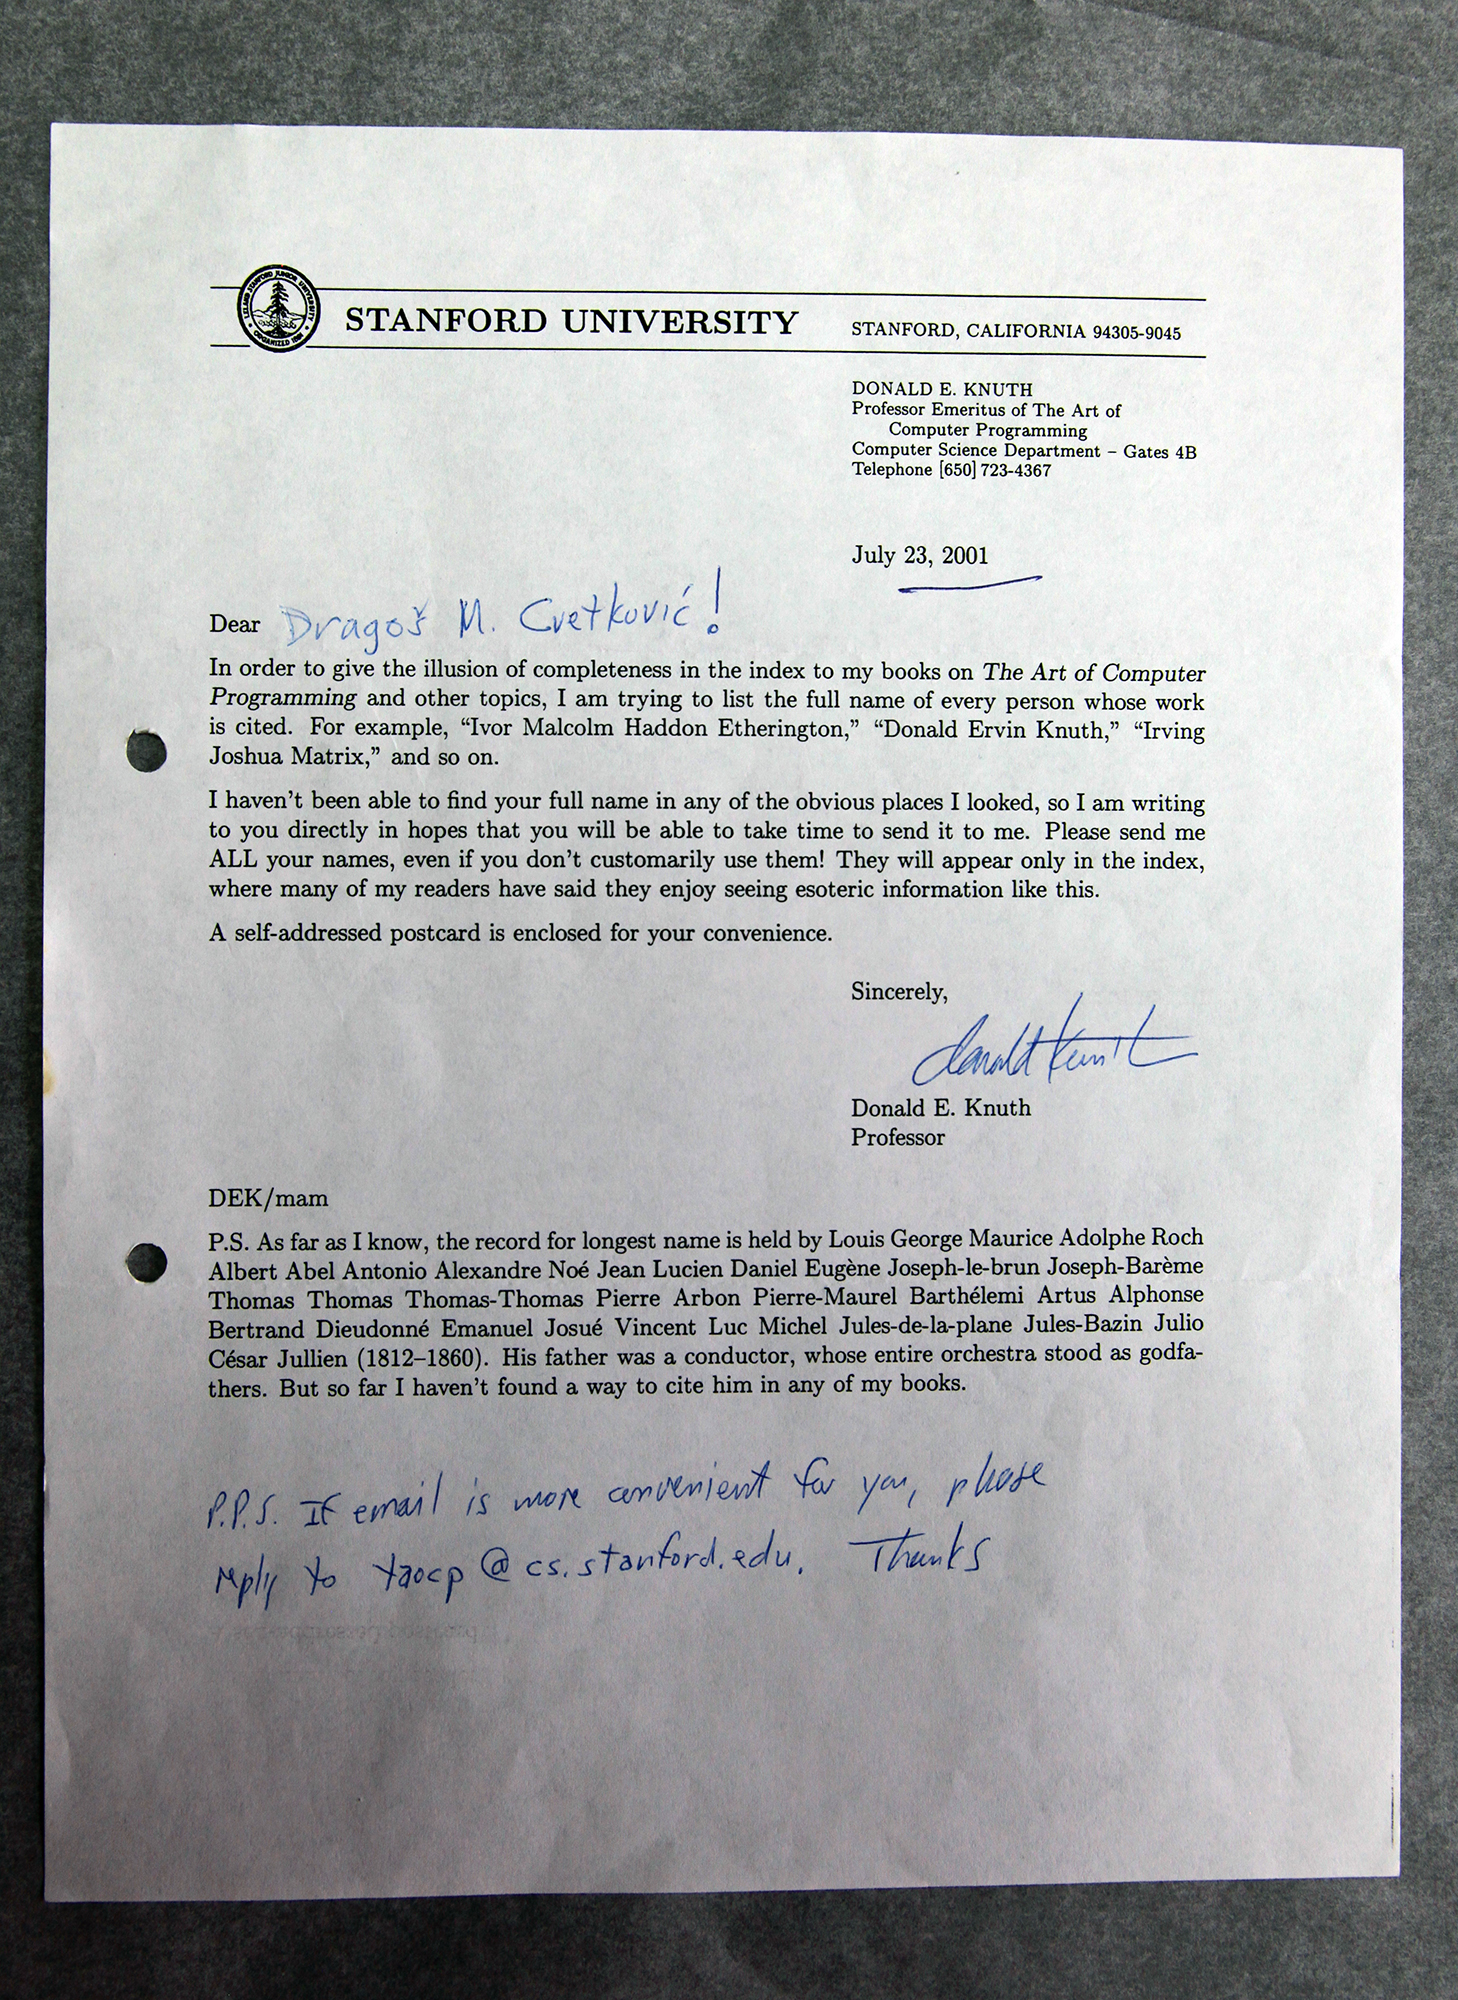 LELAND STANFORD JUNIOR UNIVERSITY
ORGANIZED 1891
STANFORD UNIVERSITY STANFORD, CALIFORNIA 94305-9045
DONALD E. KNUTH
Professor Emeritus of The Art of
Computer Programming
Computer Science Department – Gates 4B
Telephone [650] 723-4367
July 23, 2001
Dear Dragoš M. Cvetković!
In order to give the illusion of completeness in the index to my books on The Art of Computer
Programming and other topics, I am trying to list the full name of every person whose work
is cited. For example, “Ivor Malcolm Haddon Etherington,” “Donald Ervin Knuth,” “Irving
Joshua Matrix,” and so on.
I haven’t been able to find your full name in any of the obvious places I looked, so I am writing
to you directly in hopes that you will be able to take time to send it to me. Please send me
ALL your names, even if you don’t customarily use them! They will appear only in the index,
where many of my readers have said they enjoy seeing esoteric information like this.
A self-addressed postcard is enclosed for your convenience.
Sincerely,
Donald Knuth
Donald E. Knuth
Professor
DEK/mam
P.S. As far as I know, the record for longest name is held by Louis George Maurice Adolphe Roch
Albert Abel Antonio Alexandre Noé Jean Lucien Daniel Eugène Joseph-le-brun Joseph-Barème
Thomas Thomas Thomas-Thomas Pierre Arbon Pierre-Maurel Barthélemi Artus Alphonse
Bertrand Dieudonné Emanuel Josué Vincent Luc Michel Jules-de-la-plane Jules-Bazin Julio
César Jullien (1812–1860). His father was a conductor, whose entire orchestra stood as godfa-
thers. But so far I haven’t found a way to cite him in any of my books.
P.P.S. If email is more convenient for you, please
reply to taocp@cs.stanford.edu. Thanks